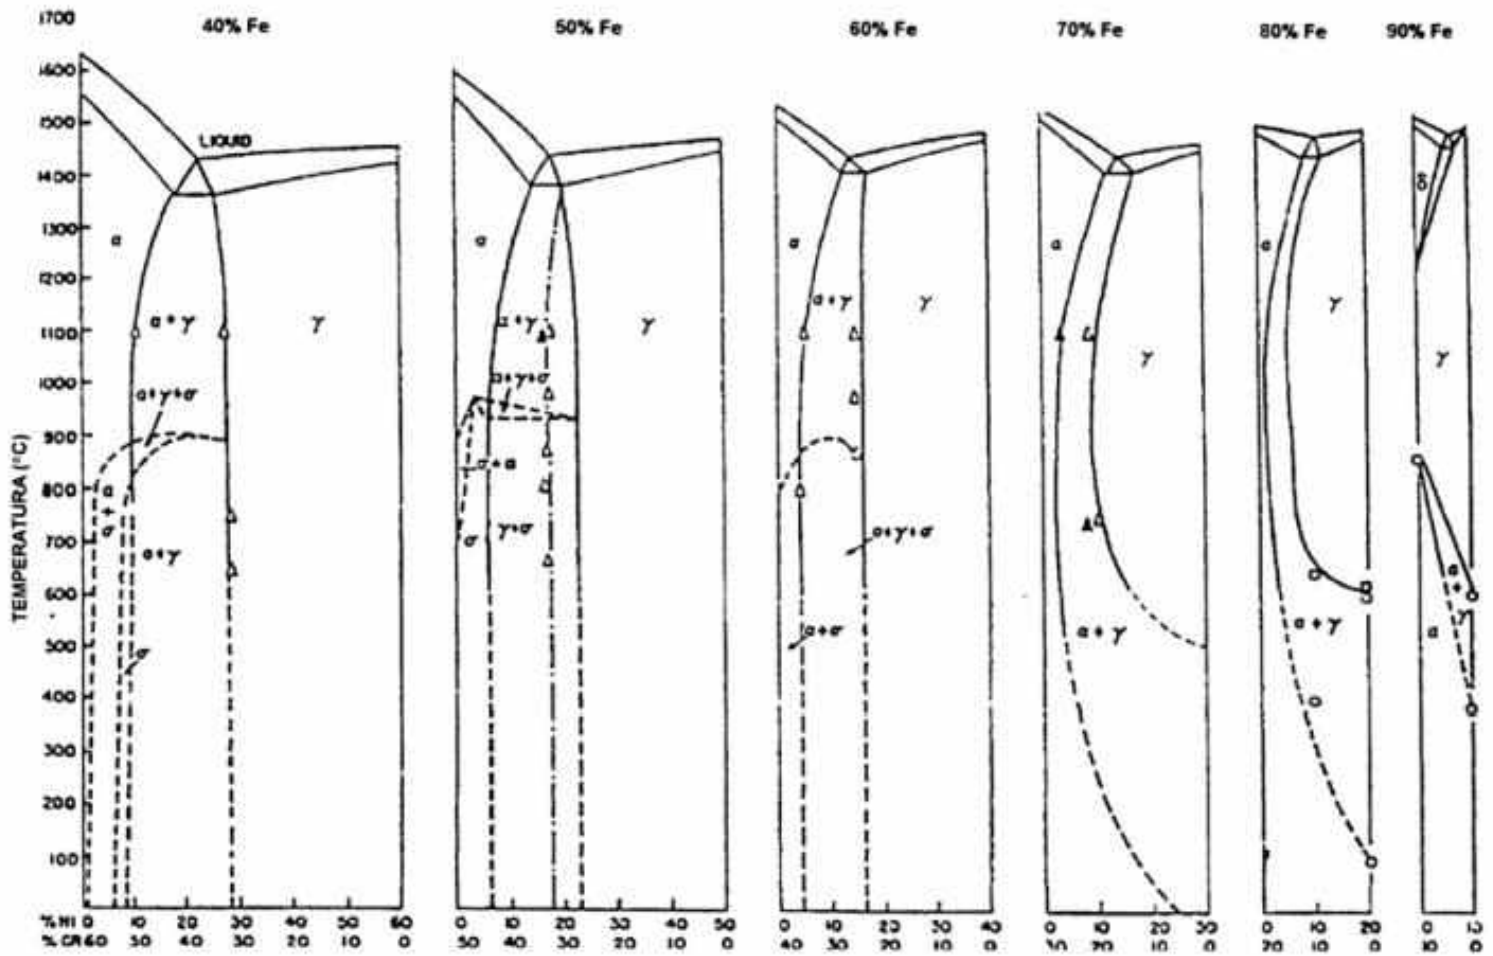 1700
40% Fe
50% Fe
60% Fe
70% Fe
80% Fe
90% Fe
1600
1500
1400
1300
1200
1100
1000
900
800
700
600
500
400
300
200
100
TEMPERATURA (°C)
LIQUID
α
α + γ
γ
α+γ+σ
α
+
σ
α+γ
σ
α
α+γ
γ
α+γ+σ
σ+α
γ+σ
σ
α
α+γ
γ
α+γ+σ
α+σ
α
γ
α + γ
α
γ
α + γ
δ
γ
α
+
γ
α
% NI 0 10 20 30 40 50 60
% CR 60 50 40 30 20 10 0
0 10 20 30 40 50
50 40 30 20 10 0
0 10 20 30 40
40 30 20 10 0
0 10 20 30
30 20 10 0
0 10 20
20 10 0
0 10
10 0